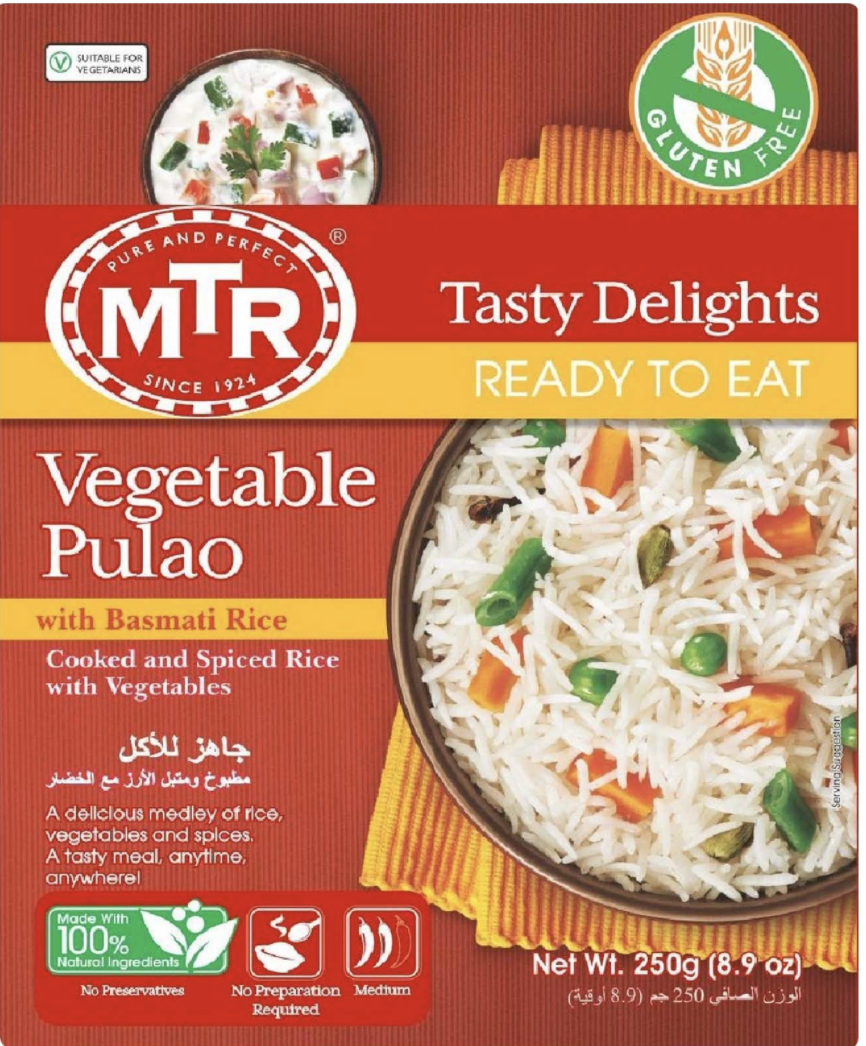 SUITABLE FOR
VEGETARIANS
GLUTEN FREE
PURE AND PERFECT
®
MTR
SINCE 1924
Tasty Delights
READY TO EAT
Vegetable
Pulao
with Basmati Rice
Cooked and Spiced Rice
with Vegetables
جاهز للأكل
مطبوخ ومتبل الأرز مع الخضار
A delicious medley of rice,
vegetables and spices.
A tasty meal, anytime,
anywhere!
Serving Suggestion
Made With
100%
Natural Ingredients
No Preservatives
No Preparation
Required
Medium
Net Wt. 250g (8.9 oz)
الوزن الصافي 250 جم (8.9 أوقية)